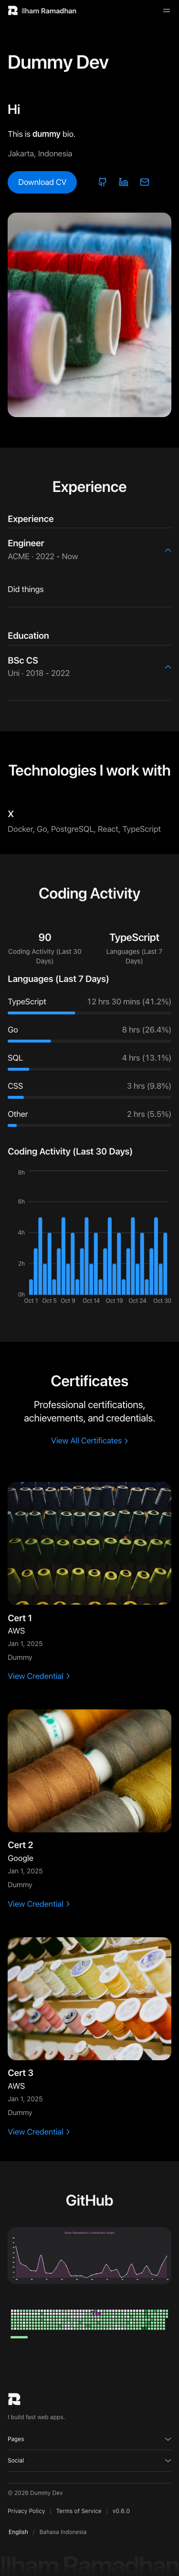 Ilham Ramadhan
Dummy Dev
Hi
This is dummy bio.
Jakarta, Indonesia
Download CV
Experience
Experience
Engineer
ACME · 2022 - Now
Did things
Education
BSc CS
Uni · 2018 - 2022
Technologies I work with
X
Docker, Go, PostgreSQL, React, TypeScript
Coding Activity
90
Coding Activity (Last 30
Days)
TypeScript
Languages (Last 7
Days)
Languages (Last 7 Days)
TypeScript 12 hrs 30 mins (41.2%)
Go 8 hrs (26.4%)
SQL 4 hrs (13.1%)
CSS 3 hrs (9.8%)
Other 2 hrs (5.5%)
Coding Activity (Last 30 Days)
8h
6h
4h
2h
0h
Oct 1 Oct 5 Oct 9 Oct 14 Oct 19 Oct 24 Oct 30
Certificates
Professional certifications,
achievements, and credentials.
View All Certificates
Cert 1
AWS
Jan 1, 2025
Dummy
View Credential
Cert 2
Google
Jan 1, 2025
Dummy
View Credential
Cert 3
AWS
Jan 1, 2025
Dummy
View Credential
GitHub
I build fast web apps.
Pages
Social
© 2026 Dummy Dev
Privacy Policy | Terms of Service | v0.6.0
English / Bahasa Indonesia
Ilham Ramadhan